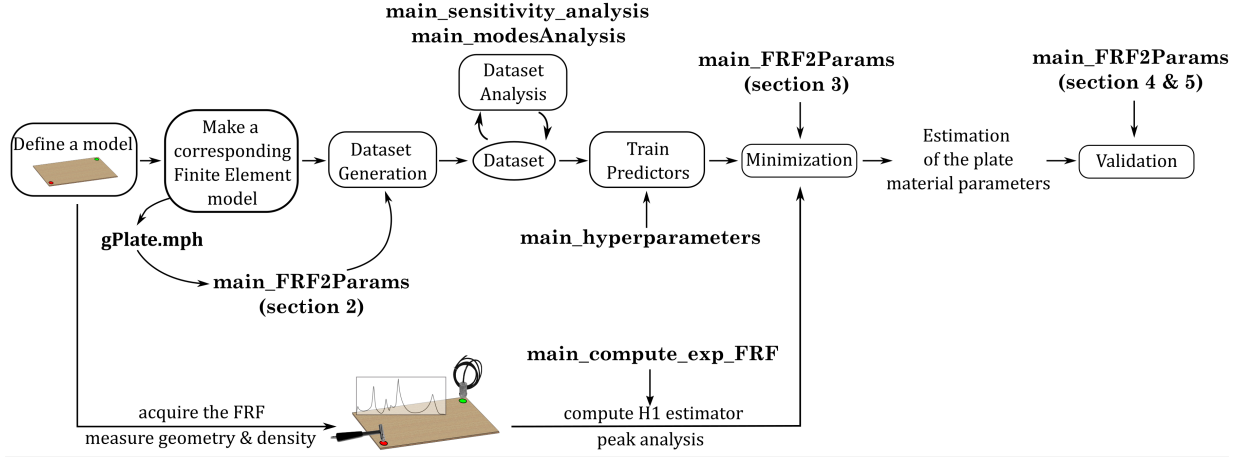 main_sensitivity_analysis
main_modesAnalysis
Dataset
Analysis
main_FRF2Params
(section 3)
main_FRF2Params
(section 4 & 5)
Define a model
Make a
corresponding
Finite Element
model
Dataset
Generation
Dataset
Train
Predictors
Minimization
Estimation
of the plate
material parameters
Validation
gPlate.mph
main_FRF2Params
(section 2)
main_hyperparameters
main_compute_exp_FRF
acquire the FRF
measure geometry & density
compute H1 estimator
peak analysis